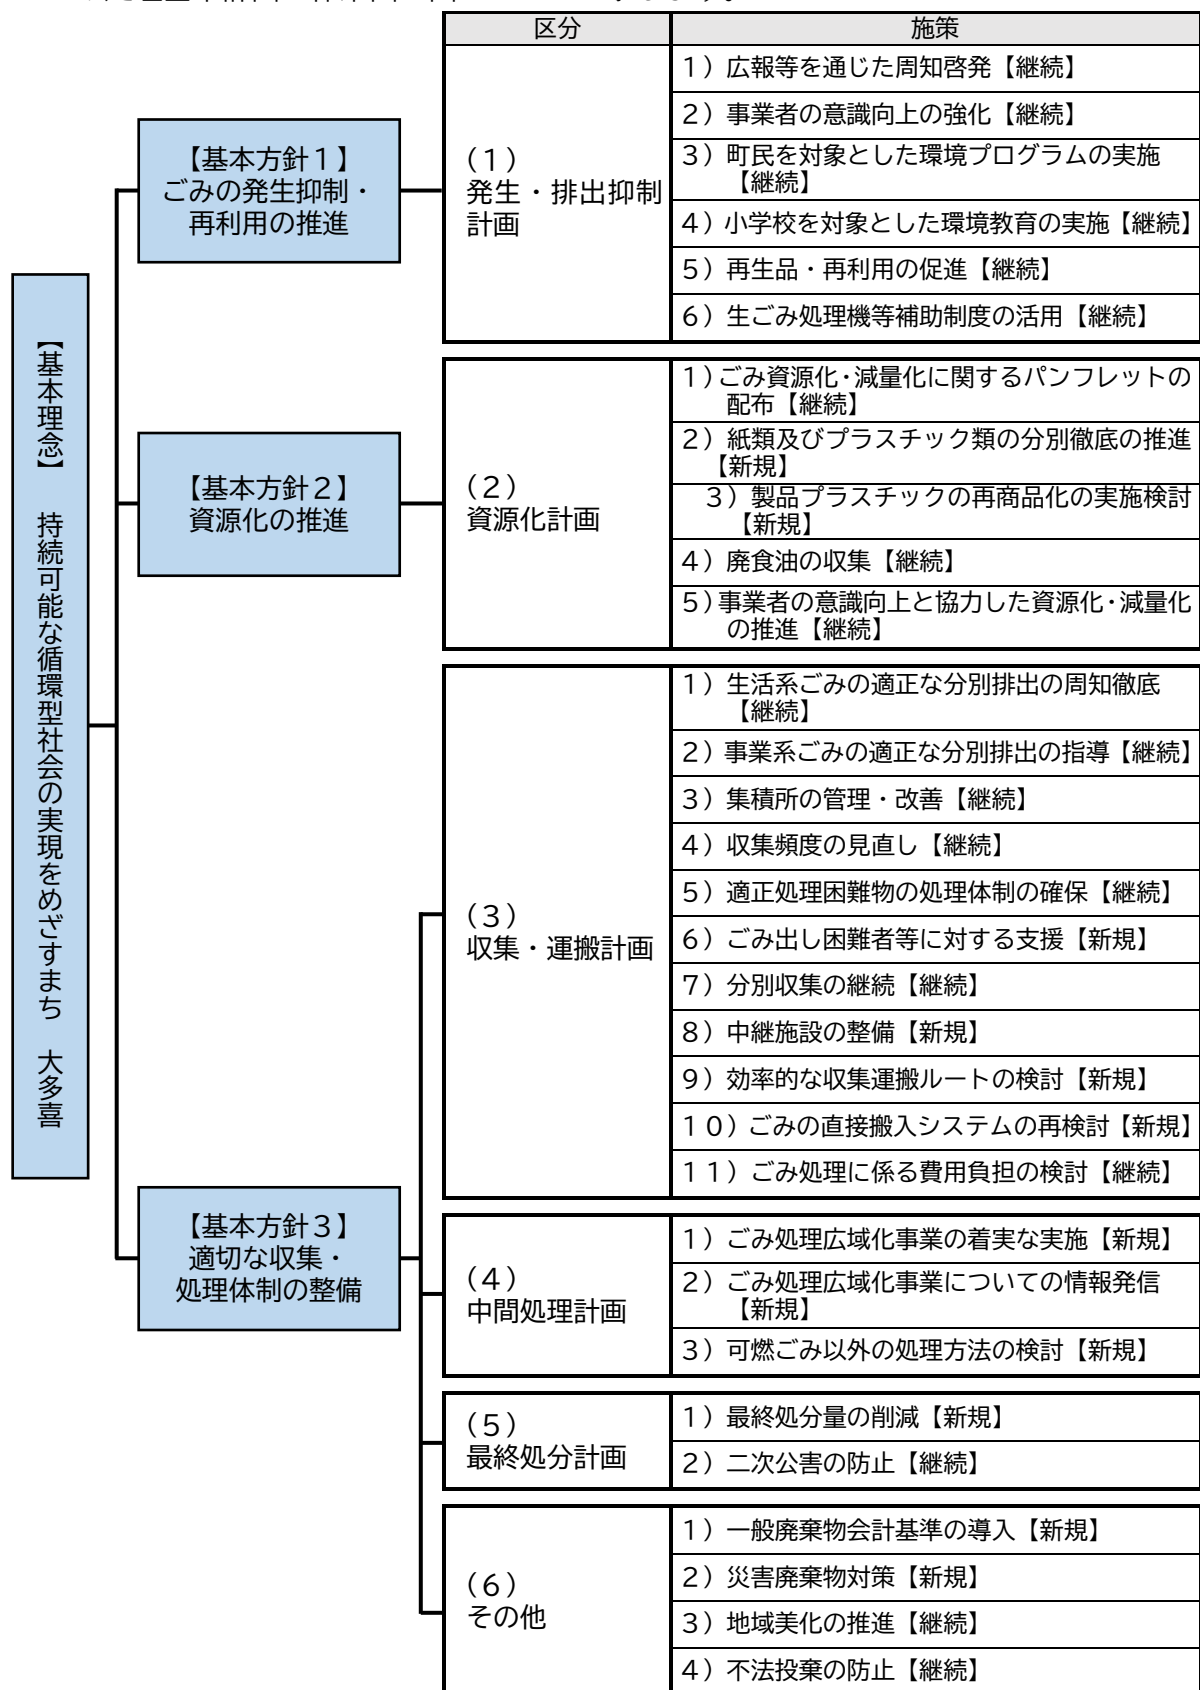 区分
施策
【基本理念】 持続可能な循環型社会の実現をめざすまち 大多喜
【基本方針1】
ごみの発生抑制・
再利用の推進
(1)
発生・排出抑制
計画
1)広報等を通じた周知啓発【継続】
2)事業者の意識向上の強化【継続】
3)町民を対象とした環境プログラムの実施
【継続】
4)小学校を対象とした環境教育の実施【継続】
5)再生品・再利用の促進【継続】
6)生ごみ処理機等補助制度の活用【継続】
【基本方針2】
資源化の推進
(2)
資源化計画
1)ごみ資源化・減量化に関するパンフレットの
配布【継続】
2)紙類及びプラスチック類の分別徹底の推進
【新規】
3)製品プラスチックの再商品化の実施検討
【新規】
4)廃食油の収集【継続】
5)事業者の意識向上と協力した資源化・減量化
の推進【継続】
【基本方針3】
適切な収集・
処理体制の整備
(3)
収集・運搬計画
1)生活系ごみの適正な分別排出の周知徹底
【継続】
2)事業系ごみの適正な分別排出の指導【継続】
3)集積所の管理・改善【継続】
4)収集頻度の見直し【継続】
5)適正処理困難物の処理体制の確保【継続】
6)ごみ出し困難者等に対する支援【新規】
7)分別収集の継続【継続】
8)中継施設の整備【新規】
9)効率的な収集運搬ルートの検討【新規】
10)ごみの直接搬入システムの再検討【新規】
11)ごみ処理に係る費用負担の検討【継続】
(4)
中間処理計画
1)ごみ処理広域化事業の着実な実施【新規】
2)ごみ処理広域化事業についての情報発信
【新規】
3)可燃ごみ以外の処理方法の検討【新規】
(5)
最終処分計画
1)最終処分量の削減【新規】
2)二次公害の防止【継続】
(6)
その他
1)一般廃棄物会計基準の導入【新規】
2)災害廃棄物対策【新規】
3)地域美化の推進【継続】
4)不法投棄の防止【継続】